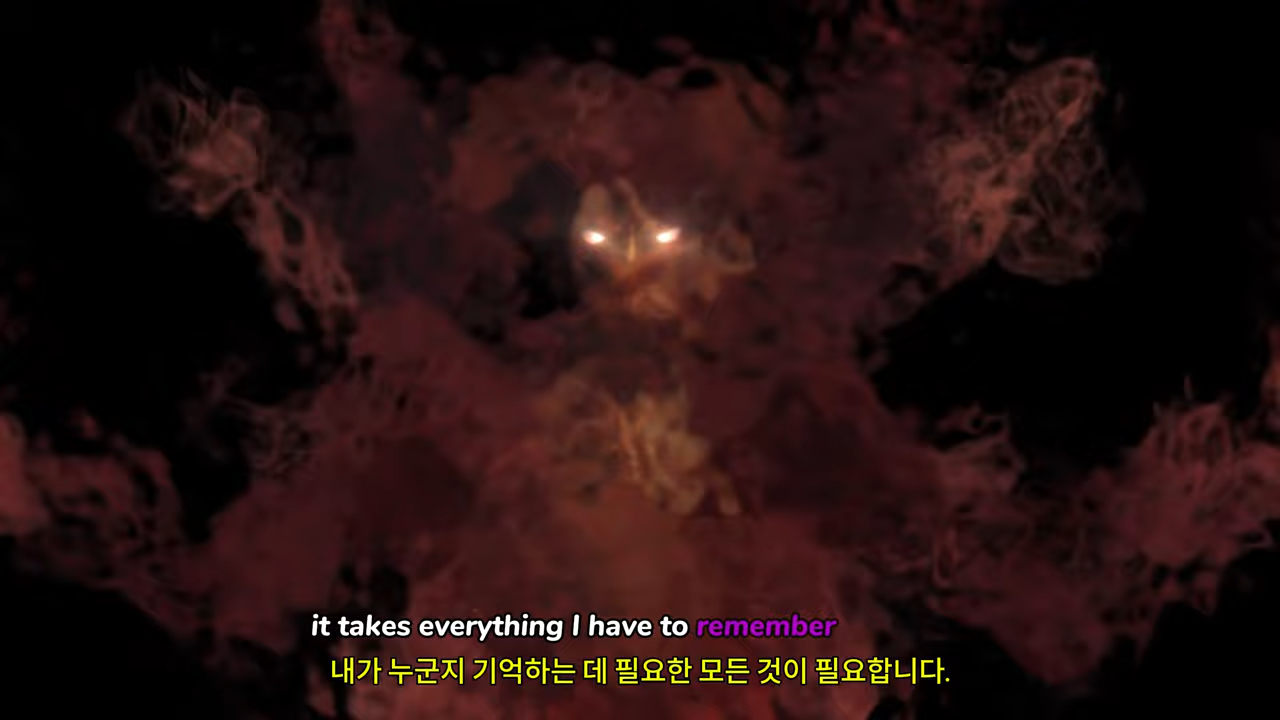 it takes everything I have to remember
내가 누군지 기억하는 데 필요한 모든 것이 필요합니다.